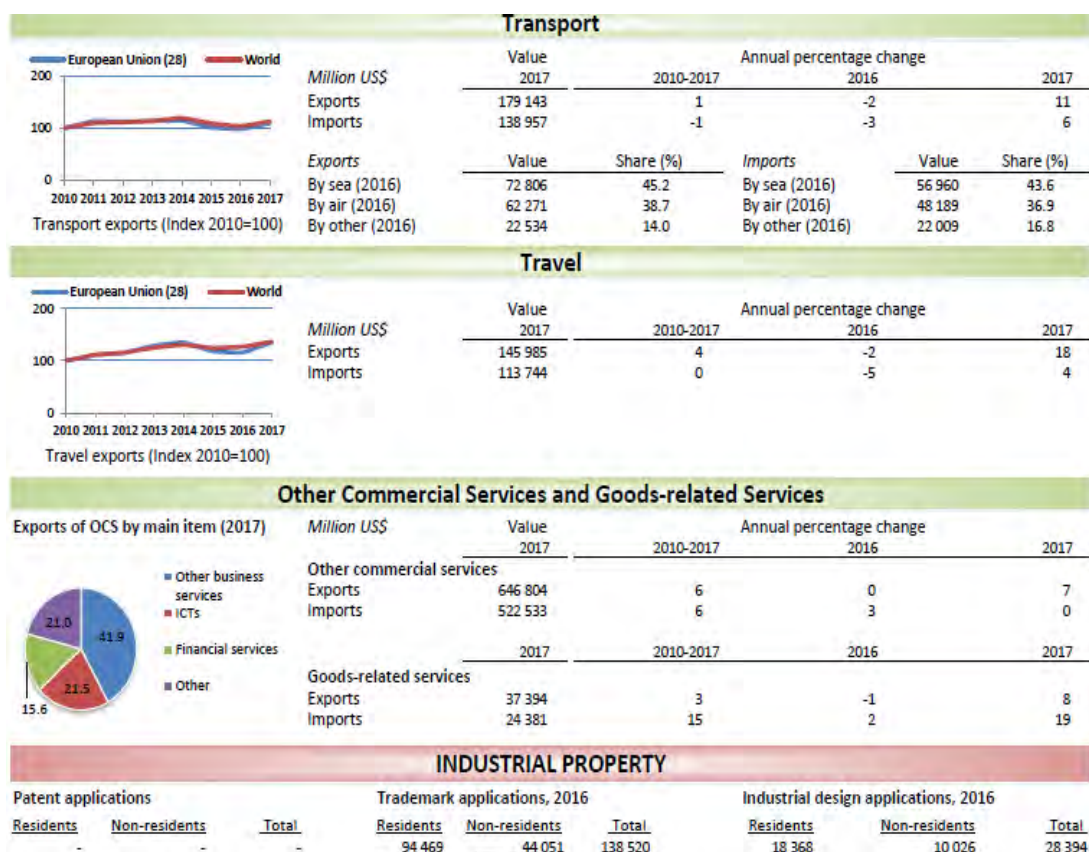 Transport
European Union (28) World
200
100
0
2010 2011 2012 2013 2014 2015 2016 2017
Transport exports (Index 2010=100)
Value Annual percentage change
Million US$ 2017 2010-2017 2016 2017
Exports 179 143 1 -2 11
Imports 138 957 -1 -3 6
Exports Value Share (%) Imports Value Share (%)
By sea (2016) 72 806 45.2 By sea (2016) 56 960 43.6
By air (2016) 62 271 38.7 By air (2016) 48 189 36.9
By other (2016) 22 534 14.0 By other (2016) 22 009 16.8
Travel
European Union (28) World
200
100
0
2010 2011 2012 2013 2014 2015 2016 2017
Travel exports (Index 2010=100)
Value Annual percentage change
Million US$ 2017 2010-2017 2016 2017
Exports 145 985 4 -2 18
Imports 113 744 0 -5 4
Other Commercial Services and Goods-related Services
Exports of OCS by main item (2017)
41.9
21.5
15.6
21.0
Other business
services
ICTs
Financial services
Other
Million US$ Value Annual percentage change
2017 2010-2017 2016 2017
Other commercial services
Exports 646 804 6 0 7
Imports 522 533 6 3 0
2017 2010-2017 2016 2017
Goods-related services
Exports 37 394 3 -1 8
Imports 24 381 15 2 19
INDUSTRIAL PROPERTY
Patent applications Trademark applications, 2016 Industrial design applications, 2016
Residents Non-residents Total Residents Non-residents Total Residents Non-residents Total
- - - 94 469 44 051 138 520 18 368 10 026 28 394